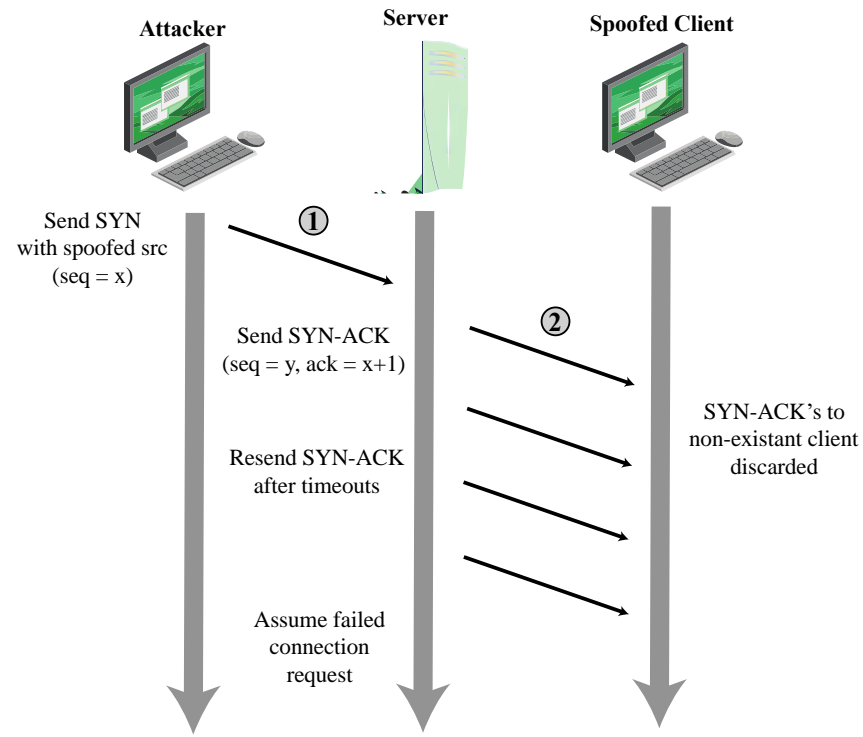 Attacker
Server
Spoofed Client
Send SYN
with spoofed src
(seq = x)
1
Send SYN-ACK
(seq = y, ack = x+1)
2
SYN-ACK’s to
non-existant client
discarded
Resend SYN-ACK
after timeouts
Assume failed
connection
request